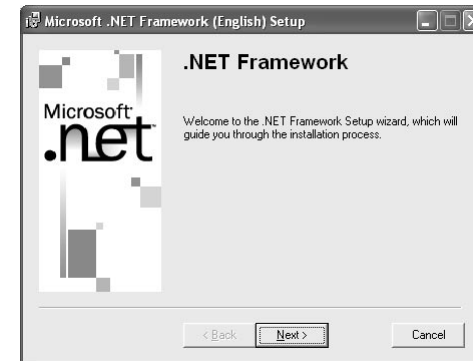 Microsoft .NET Framework (English) Setup
.NET Framework
Microsoft
.net
Welcome to the .NET Framework Setup wizard, which will
guide you through the installation process.
< Back
Next >
Cancel